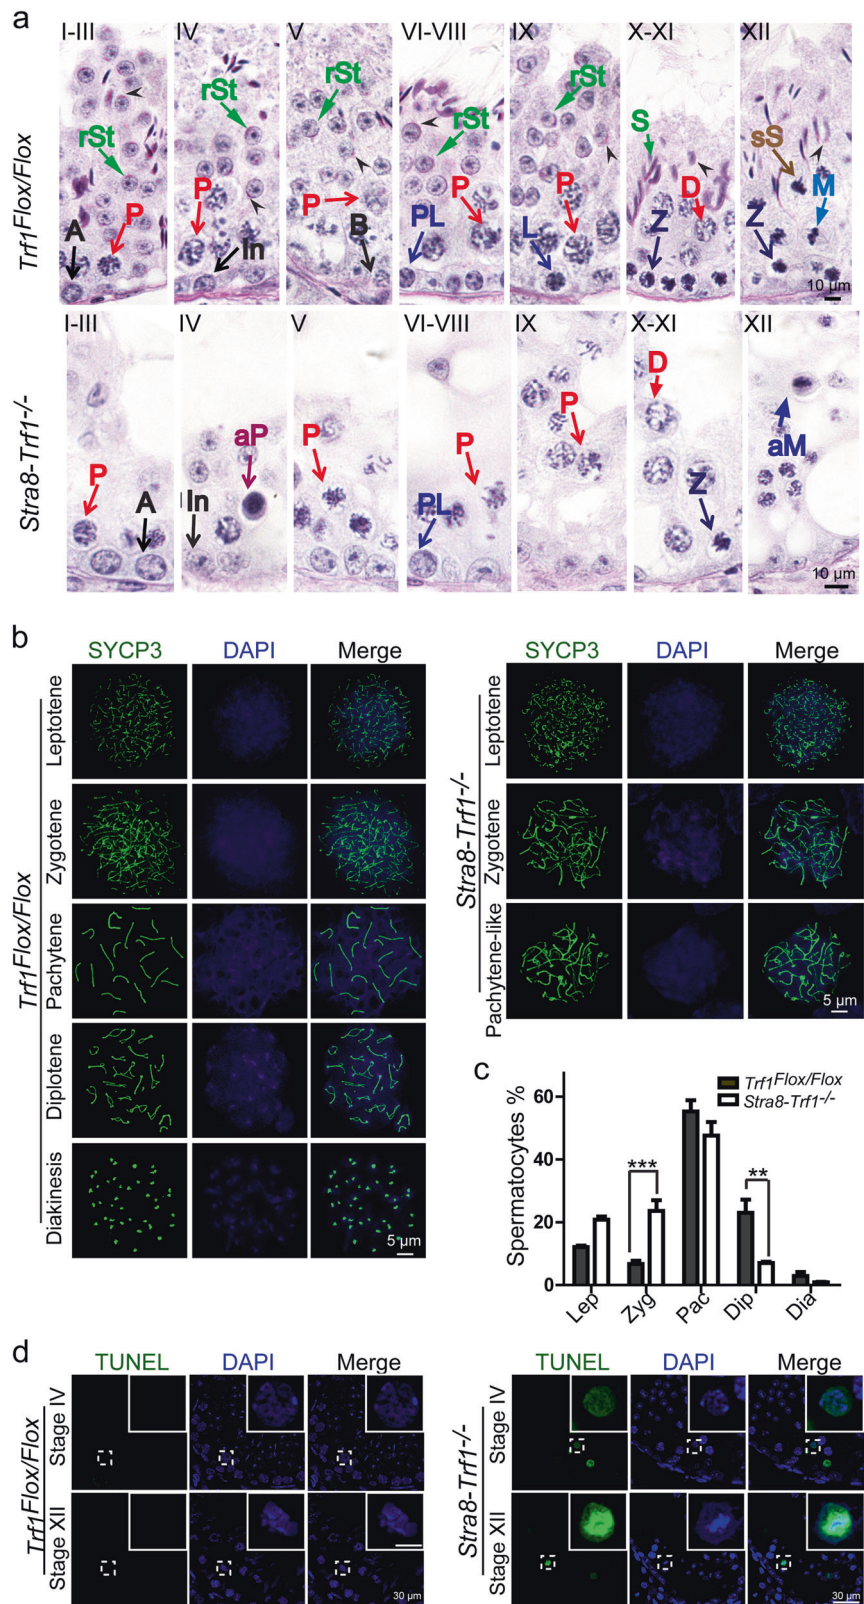 a
I-III IV V VI-VIII IX X-XI XII
Trf1Flox/Flox
rSt rSt rSt rSt rSt S sS
A P P In P B PL P L P Z D Z M
10 µm
I-III IV V VI-VIII IX X-XI XII
Stra8-Trf1-/-
P A In aP P PL P P D Z aM
10 µm
b
SYCP3 DAPI Merge
Trf1Flox/Flox
Leptotene
Zygotene
Pachytene
Diplotene
Diakinesis
5 µm
SYCP3 DAPI Merge
Stra8-Trf1-/-
Leptotene
Zygotene
Pachytene-like
5 µm
c
Spermatocytes %
60
40
20
0
Trf1Flox/Flox
Stra8-Trf1-/-
*** **
Lep Zyg Pac Dip Dia
d
TUNEL DAPI Merge
Trf1Flox/Flox
Stage IV
Stage XII
30 µm
TUNEL DAPI Merge
Stra8-Trf1-/-
Stage IV
Stage XII
30 µm